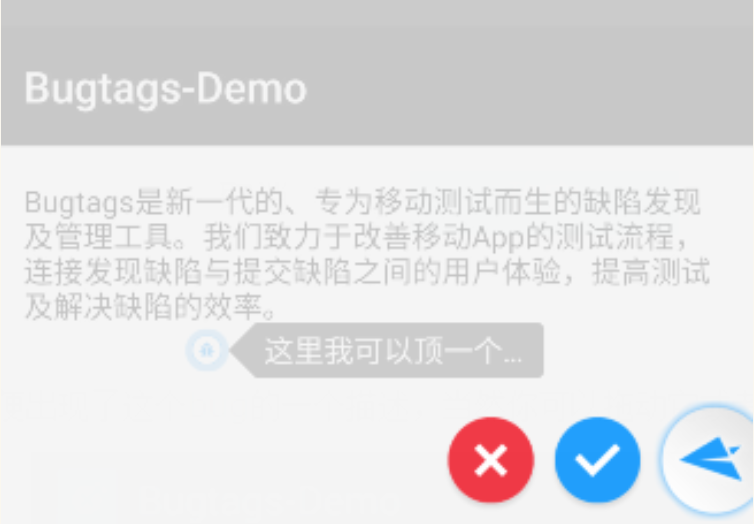 Bugtags-Demo
Bugtags是新一代的、专为移动测试而生的缺陷发现
及管理工具。我们致力于改善移动App的测试流程，
连接发现缺陷与提交缺陷之间的用户体验，提高测试
及解决缺陷的效率。
这里我可以顶一个...